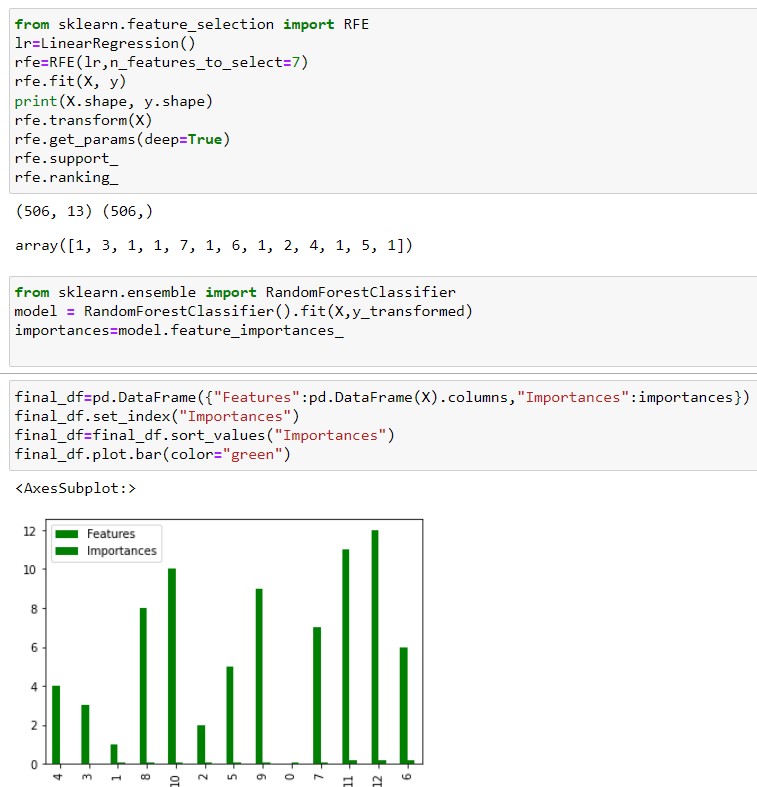 from sklearn.feature_selection import RFE
lr=LinearRegression()
rfe=RFE(lr,n_features_to_select=7)
rfe.fit(X, y)
print(X.shape, y.shape)
rfe.transform(X)
rfe.get_params(deep=True)
rfe.support_
rfe.ranking_
(506, 13) (506,)
array([1, 3, 1, 1, 7, 1, 6, 1, 2, 4, 1, 5, 1])
from sklearn.ensemble import RandomForestClassifier
model = RandomForestClassifier().fit(X,y_transformed)
importances=model.feature_importances_
final_df=pd.DataFrame({"Features":pd.DataFrame(X).columns,"Importances":importances})
final_df.set_index("Importances")
final_df=final_df.sort_values("Importances")
final_df.plot.bar(color="green")
<AxesSubplot:>
Features
Importances
12
10
8
6
4
2
0
4 3 1 8 10 2 5 9 0 7 11 12 6